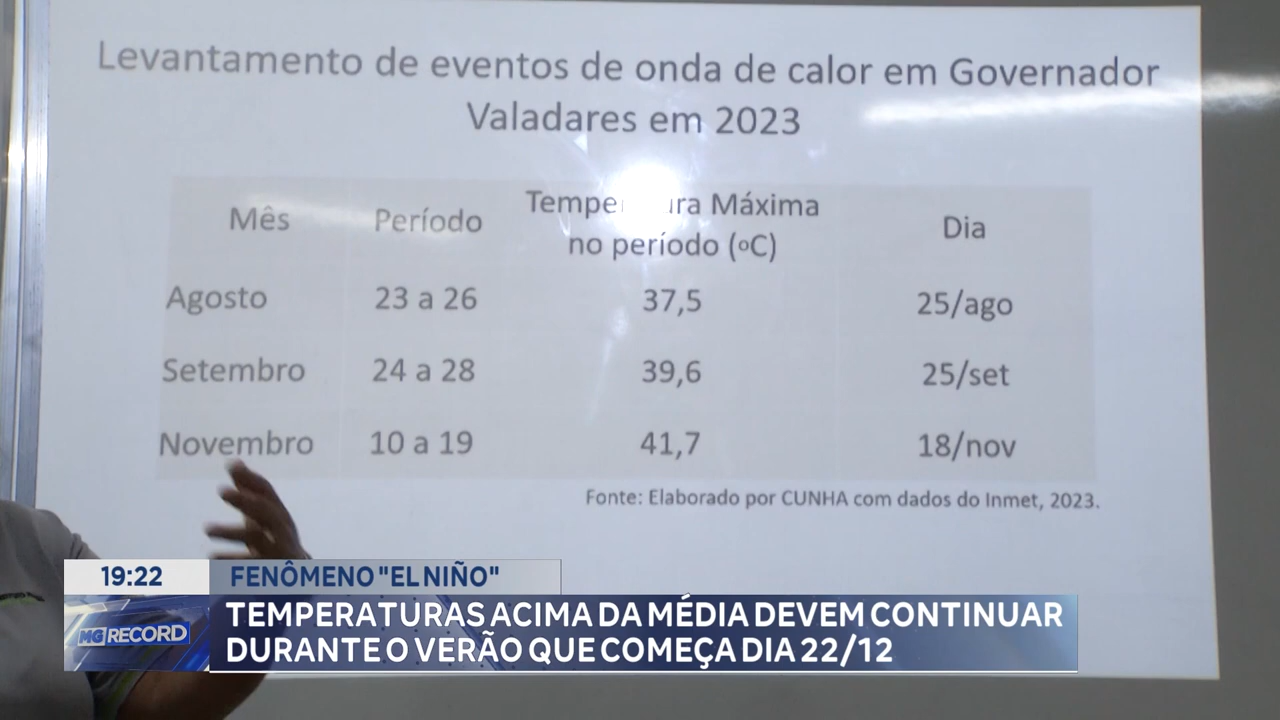 Levantamento de eventos de onda de calor em Governador
Valadares em 2023
Mês Período Máxima
no período (ºC) Dia
Agosto 23 a 26 37,5 25/ago
Setembro 24 a 28 39,6 25/set
Novembro 10 a 19 41,7 18/nov
Fonte: Elaborado por CUNHA com dados do Inmet, 2023.
19:22 FENÔMENO "EL NIÑO"
MG RECORD
TEMPERATURAS ACIMA DA MÉDIA DEVEM CONTINUAR
DURANTE O VERÃO QUE COMEÇA DIA 22/12